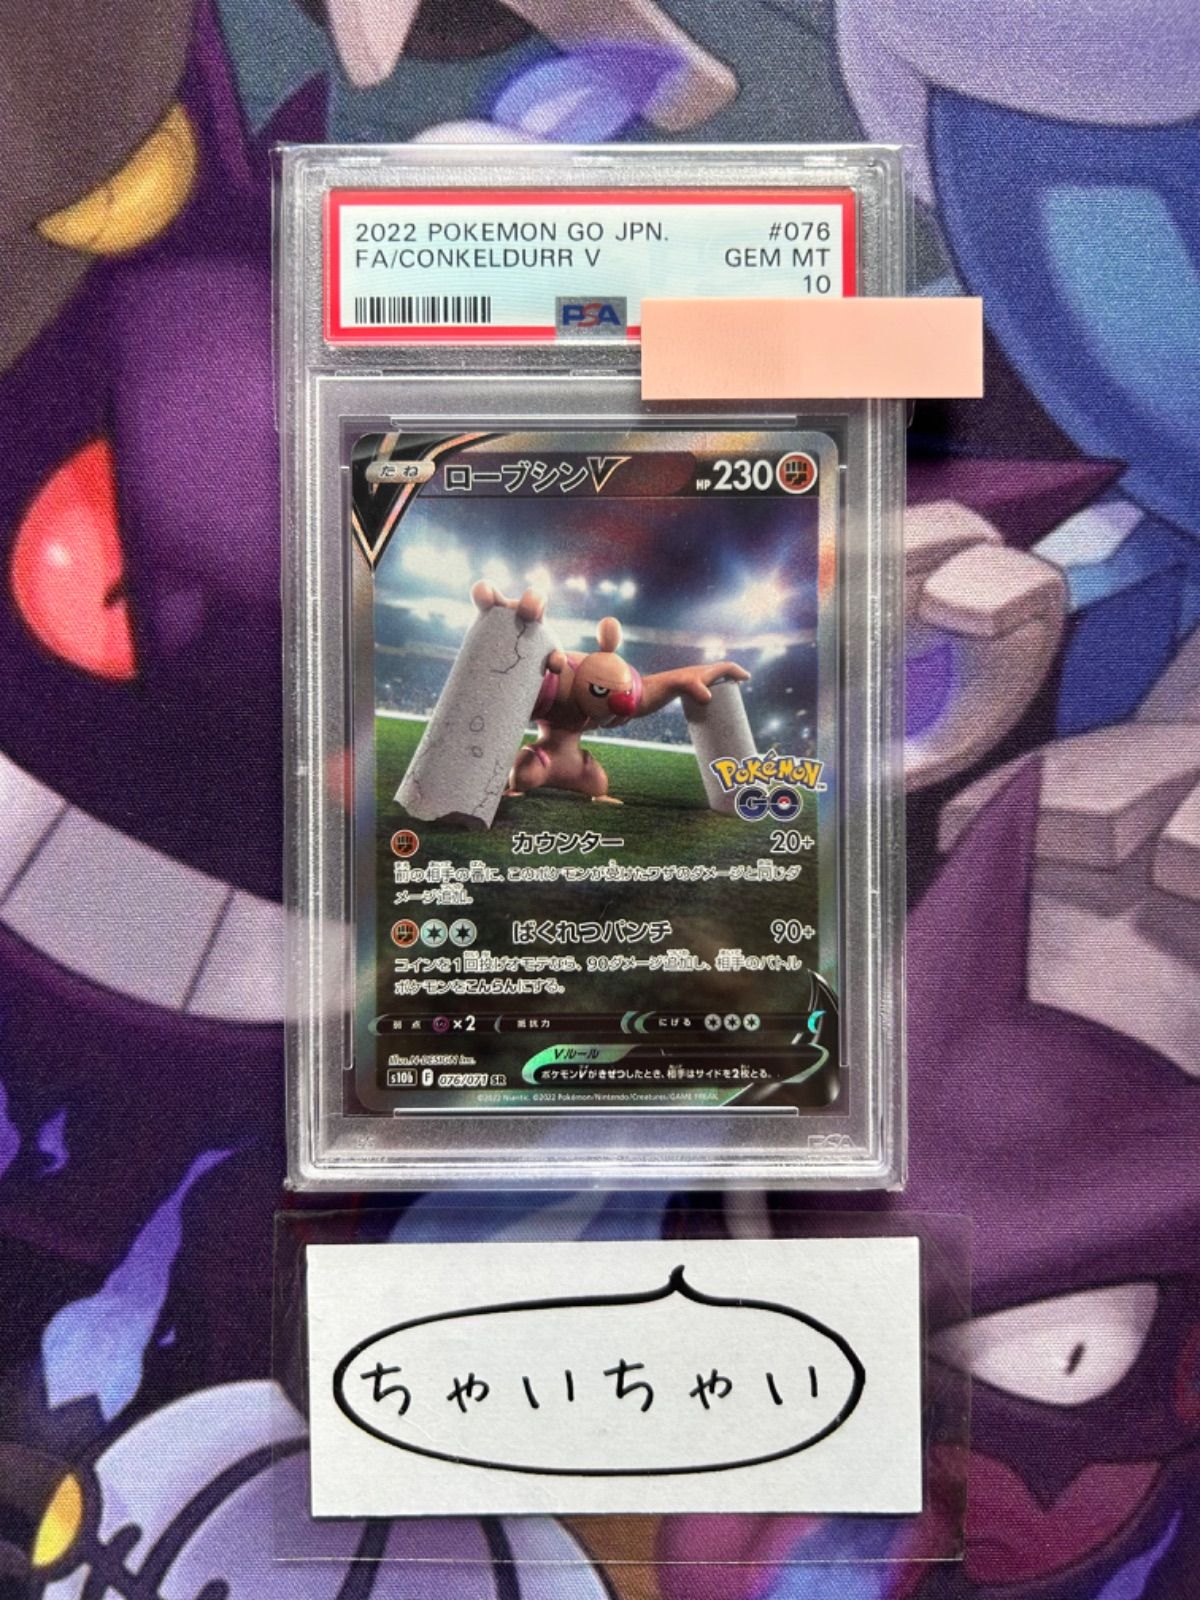 2022 POKEMON GO JPN. #076
FA/CONKELDURR V GEM MT
10
PSA
たね ローブシンV HP 230
Pokémon GO
カウンター 20+
前の相手の番に、このポケモンが受けたワザのダメージと同じダ
メージ追加。
ばくれつパンチ 90+
コインを1回投げオモテなら、90ダメージ追加し、相手のバトル
ポケモンをこんらんにする。
弱点 ×2 抵抗力 にげる
Illus. N-DESIGN Inc.
Vルール
s10b F 076/071 SR ポケモンVがきぜつしたとき、相手はサイドを2枚とる。
©2022 Niantic. ©2022 Pokémon/Nintendo/Creatures/GAME FREAK.
PSA
ちゃいちゃい